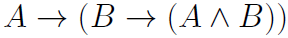 A → (B → (A ∧ B))